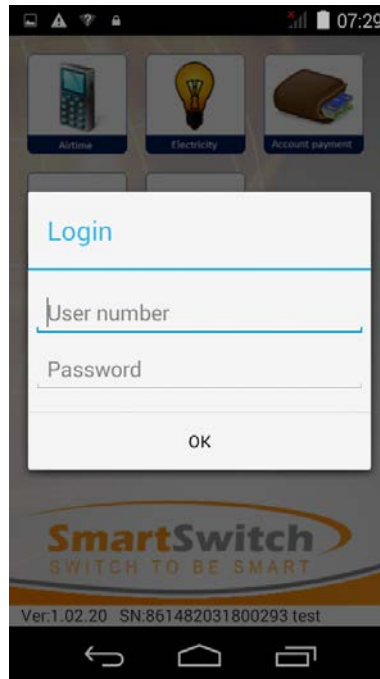 07:29
Airtime
Electricity
Account payment
Login
User number
Password
OK
SmartSwitch
SWITCH TO BE SMART
Ver:1.02.20 SN:861482031800293 test